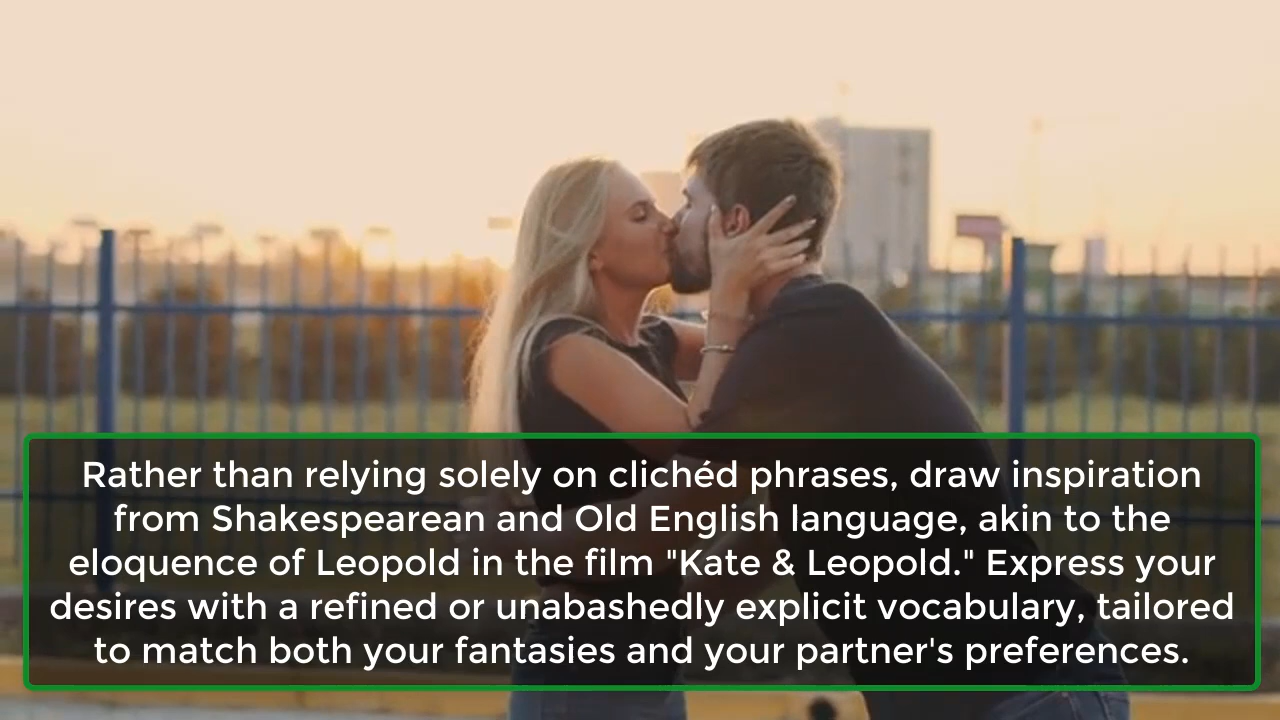 Rather than relying solely on clichéd phrases, draw inspiration
from Shakespearean and Old English language, akin to the
eloquence of Leopold in the film "Kate & Leopold." Express your
desires with a refined or unabashedly explicit vocabulary, tailored
to match both your fantasies and your partner's preferences.